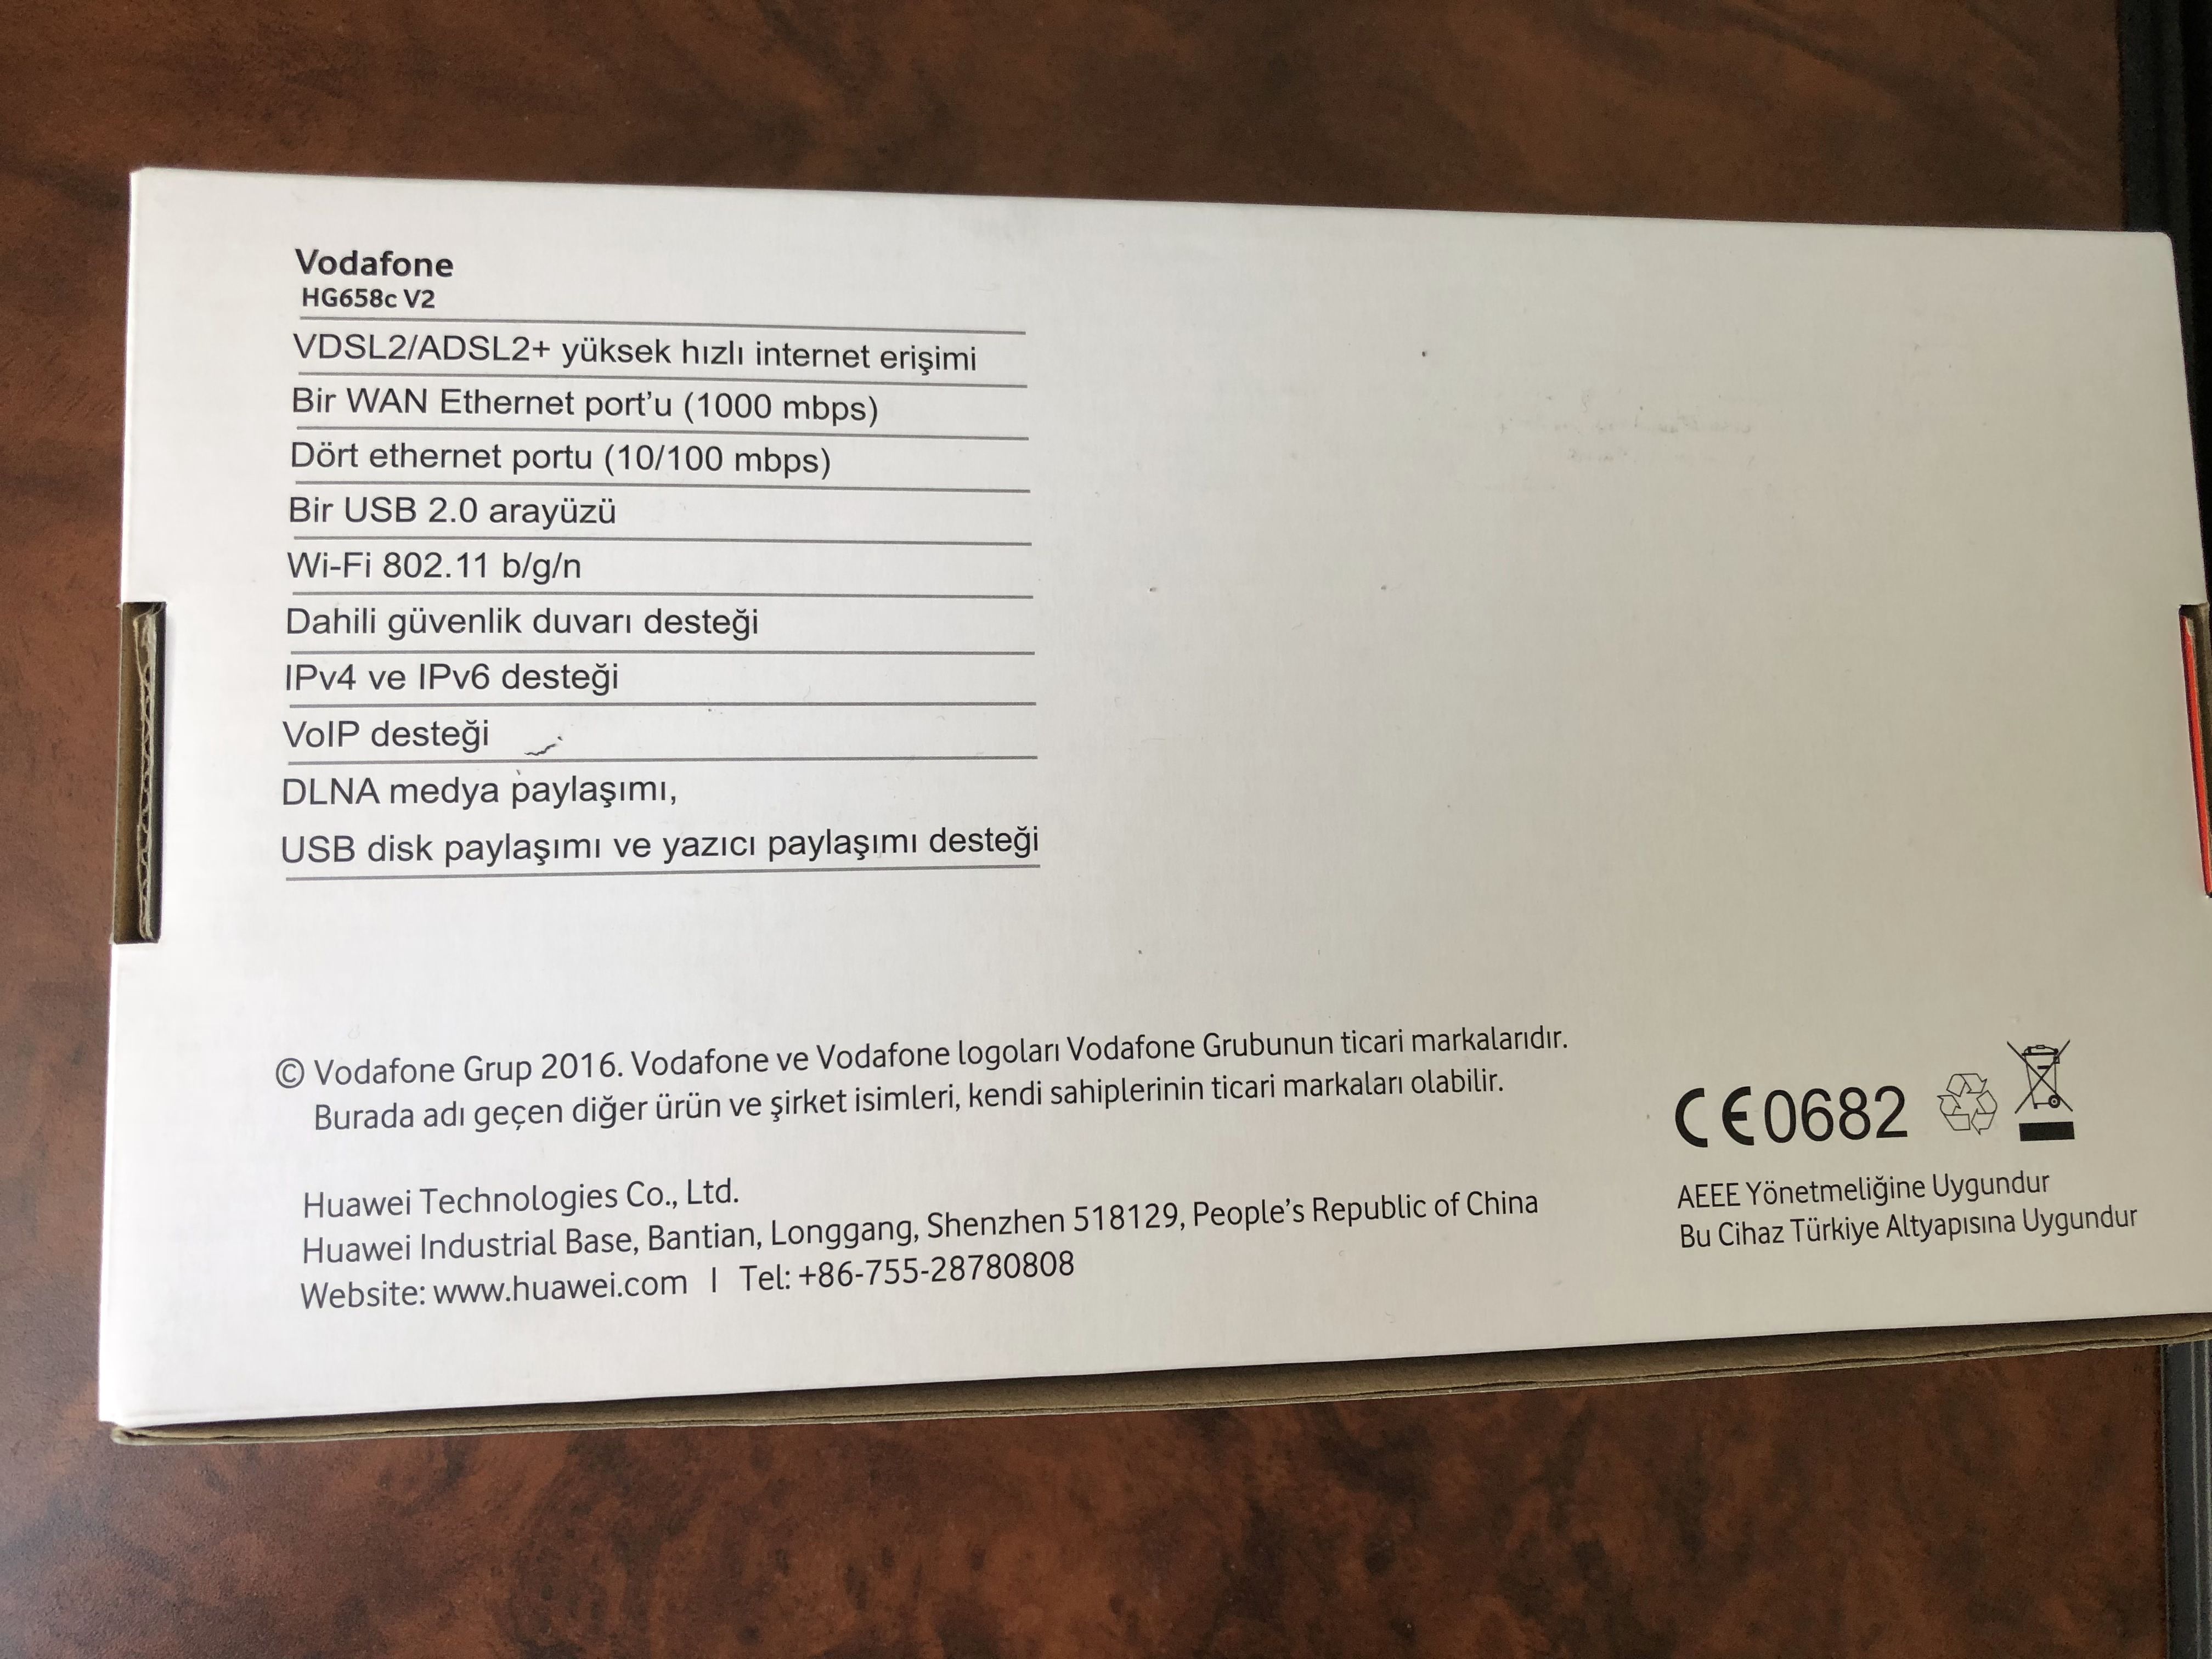 Vodafone
HG658c V2
VDSL2/ADSL2+ yüksek hızlı internet erişimi
Bir WAN Ethernet port'u (1000 mbps)
Dört ethernet portu (10/100 mbps)
Bir USB 2.0 arayüzü
Wi-Fi 802.11 b/g/n
Dahili güvenlik duvarı desteği
IPv4 ve IPv6 desteği
VoIP desteği
DLNA medya paylaşımı,
USB disk paylaşımı ve yazıcı paylaşımı desteği
© Vodafone Grup 2016. Vodafone ve Vodafone logoları Vodafone Grubunun ticari markalarıdır.
Burada adı geçen diğer ürün ve şirket isimleri, kendi sahiplerinin ticari markaları olabilir.
Huawei Technologies Co., Ltd.
Huawei Industrial Base, Bantian, Longgang, Shenzhen 518129, People's Republic of China
Website: www.huawei.com | Tel: +86-755-28780808
CE0682
AEEE Yönetmeliğine Uygundur
Bu Cihaz Türkiye Altyapısına Uygundur